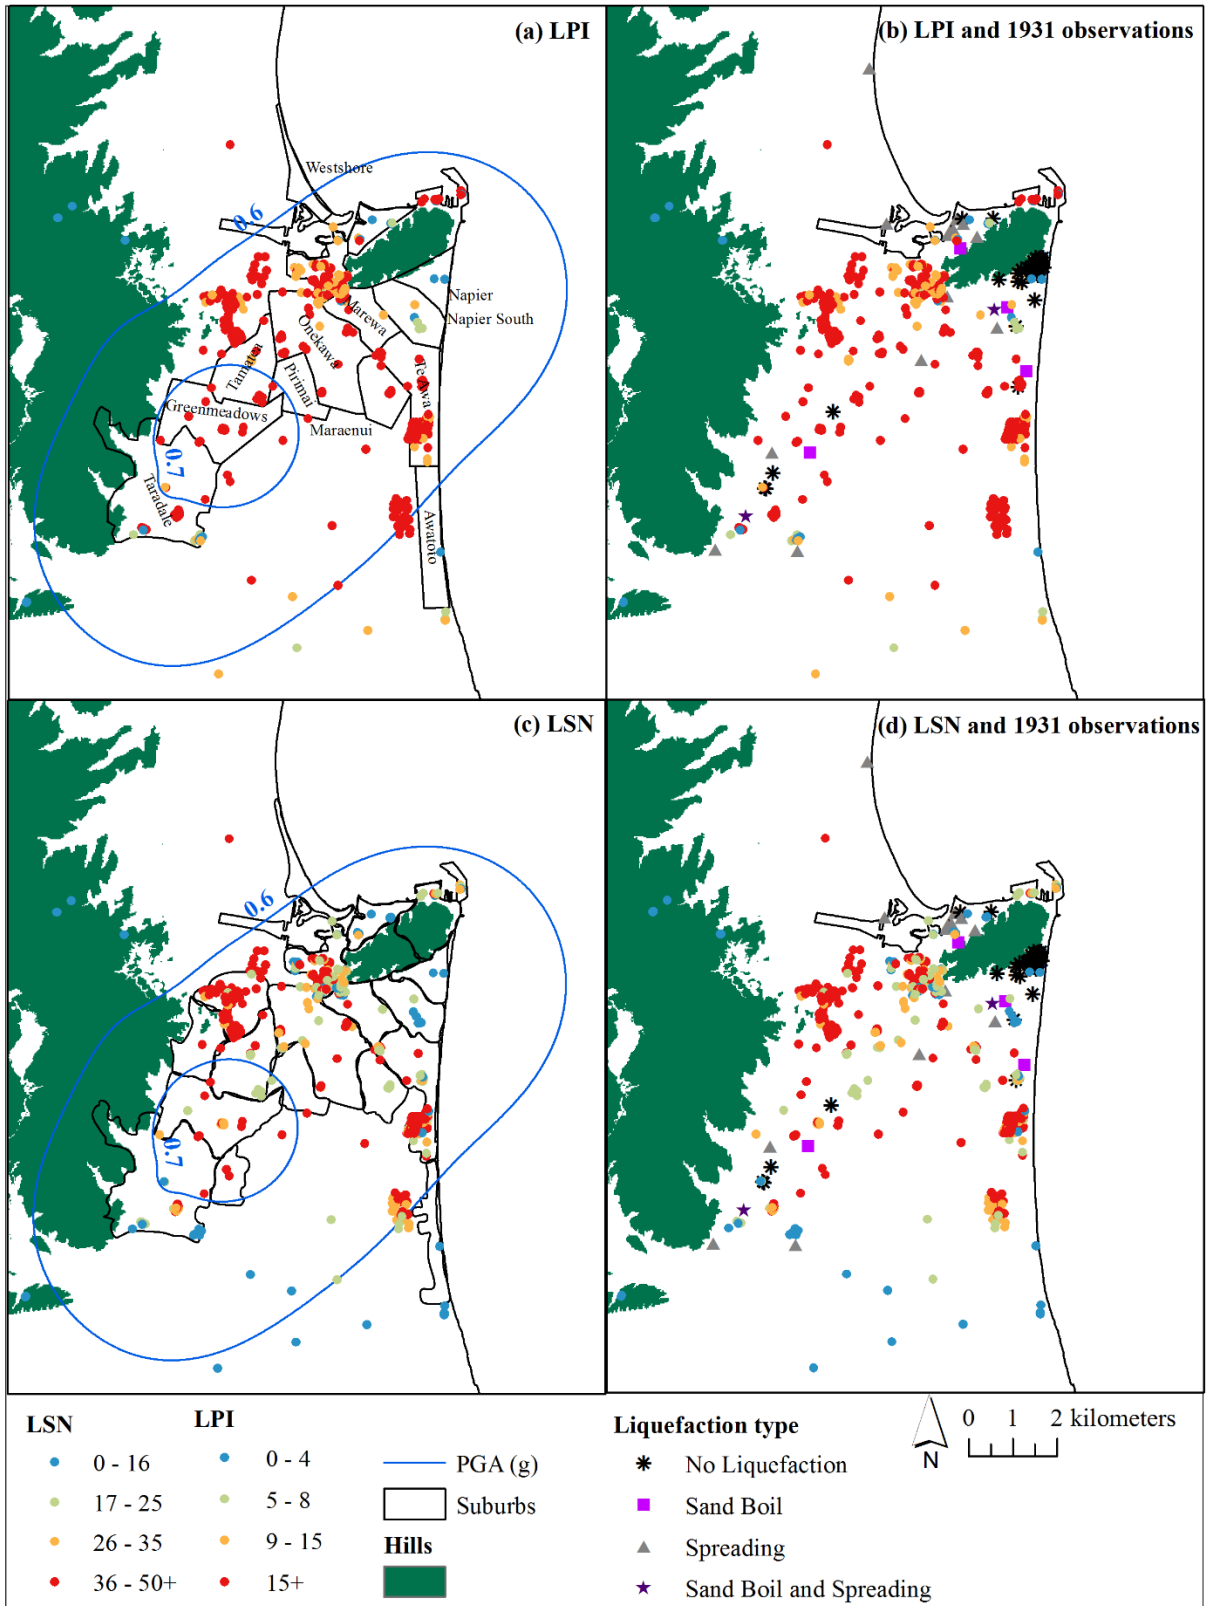 (a) LPI
Westshore
0.6
Napier
Napier South
Marewa
Onekawa
Tamatea
Pirimai
Te Awa
Greenmeadows
Maraenui
0.7
Taradale
Awatoto
(b) LPI and 1931 observations
(c) LSN
0.6
0.7
(d) LSN and 1931 observations
LSN
0 - 16
17 - 25
26 - 35
36 - 50+
LPI
0 - 4
5 - 8
9 - 15
15+
PGA (g)
Suburbs
Hills
Liquefaction type
No Liquefaction
Sand Boil
Spreading
Sand Boil and Spreading
N
0 1 2 kilometers